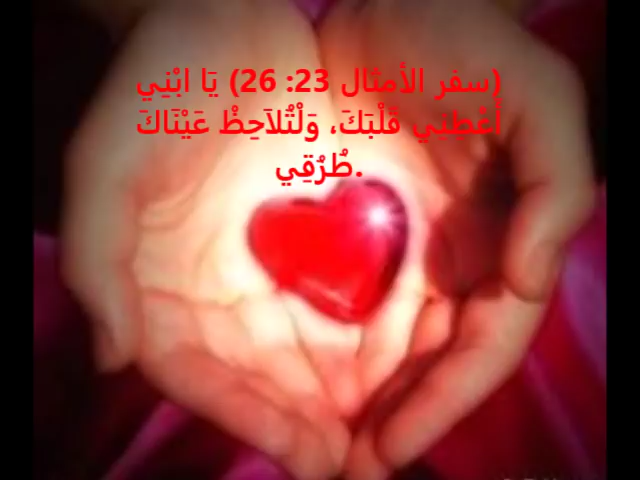 (سفر الأمثال 23: 26) يَا ابْنِي
أَعْطِنِي قَلْبَكَ، وَلْتُلاَحِظْ عَيْنَاكَ
طُرُقِي.